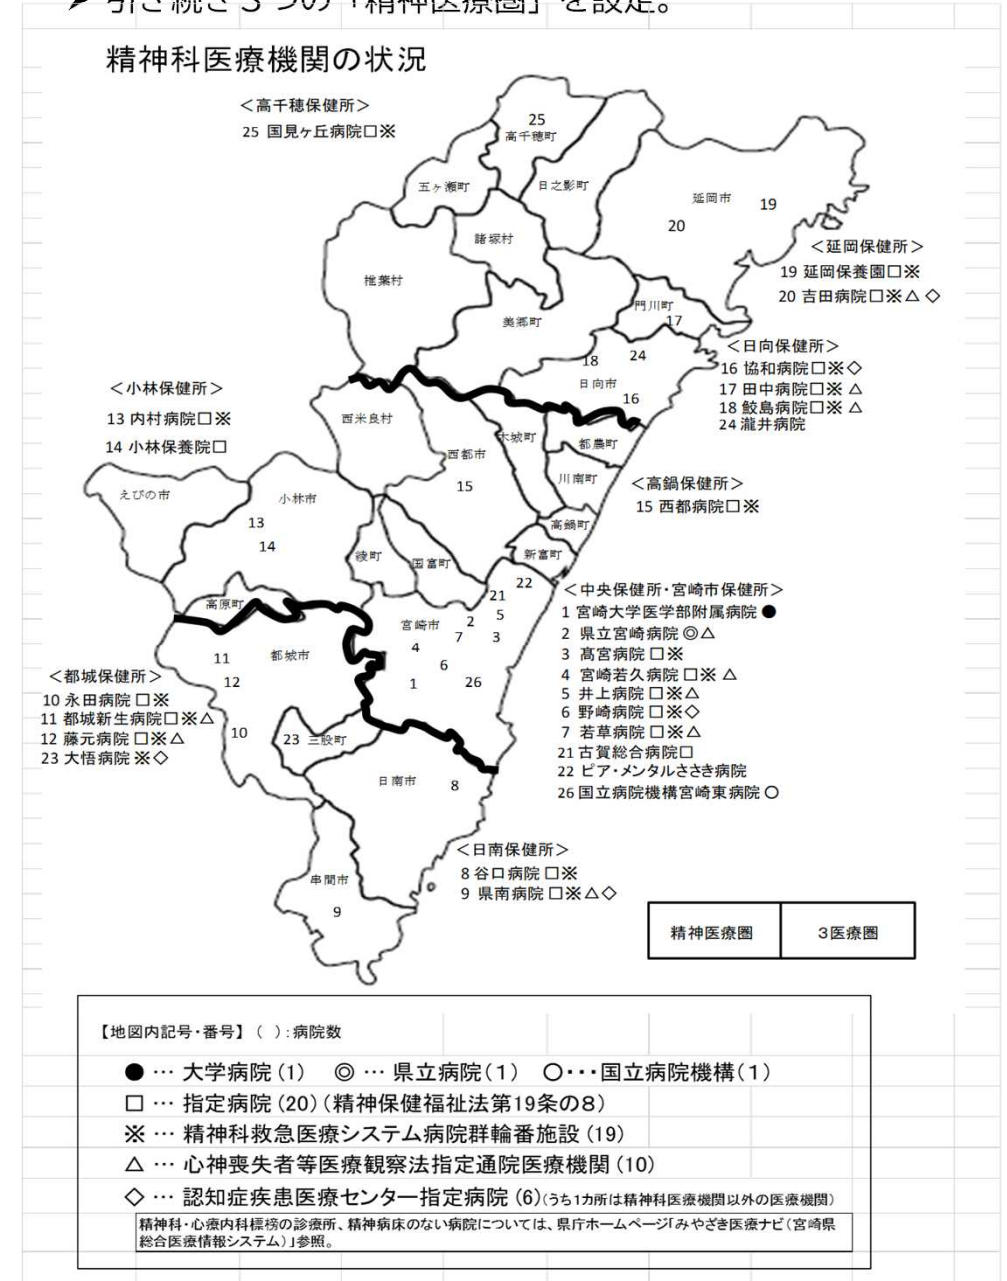 ➤ 引き続き３つの「精神医療圏」を設定。
精神科医療機関の状況
＜高千穂保健所＞
25 国見ヶ丘病院□※
25
高千穂町
五ヶ瀬町
日之影町
延岡市
19
20
諸塚村
椎葉村
＜延岡保健所＞
19 延岡保養園□※
20 吉田病院□※△◇
門川町
17
美郷町
18
24
日向市
16
＜日向保健所＞
16 協和病院□※◇
17 田中病院□※ △
18 鮫島病院□※ △
24 瀧井病院
＜小林保健所＞
13 内村病院□※
14 小林保養院□
西米良村
木城町
都農町
西都市
15
川南町
＜高鍋保健所＞
15 西都病院□※
えびの市
小林市
13
14
高鍋町
綾町
国富町
新富町
22
21
高原町
宮崎市
2
5
7
3
4
6
1
26
＜中央保健所・宮崎市保健所＞
1 宮崎大学医学部附属病院 ●
2 県立宮崎病院◎△
3 髙宮病院 □※
4 宮崎若久病院 □※ △
5 井上病院 □※△
6 野崎病院 □※◇
7 若草病院 □※△
21 古賀総合病院□
22 ピア・メンタルささき病院
26 国立病院機構宮崎東病院 ○
都城市
11
12
10
＜都城保健所＞
10 永田病院 □※
11 都城新生病院□※△
12 藤元病院 □※△
23 大悟病院 ※◇
23 三股町
日南市
8
＜日南保健所＞
8 谷口病院 □※
9 県南病院 □※△◇
串間市
9
精神医療圏 ３医療圏
【地図内記号・番号】（ ）：病院数
● … 大学病院（1） ◎ … 県立病院（１） ○・・・国立病院機構（１）
□ … 指定病院（20）（精神保健福祉法第19条の８）
※ … 精神科救急医療システム病院群輪番施設（19）
△ … 心神喪失者等医療観察法指定通院医療機関（10）
◇ … 認知症疾患医療センター指定病院（6）（うち1カ所は精神科医療機関以外の医療機関）
精神科・心療内科標榜の診療所、精神病床のない病院については、県庁ホームページ「みやざき医療ナビ（宮崎県
総合医療情報システム）」参照。